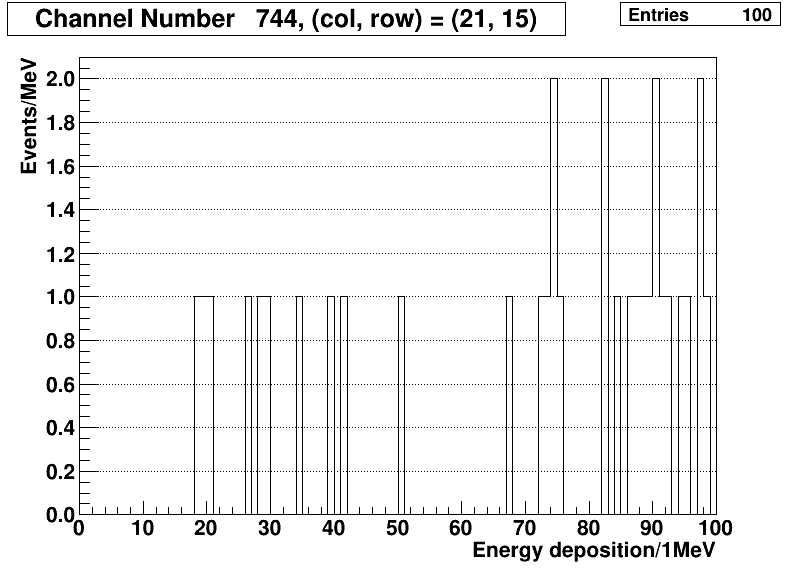 Channel Number 744, (col, row) = (21, 15)
Entries 100
Events/MeV
2.0
1.8
1.6
1.4
1.2
1.0
0.8
0.6
0.4
0.2
0.0
0 10 20 30 40 50 60 70 80 90 100
Energy deposition/1MeV